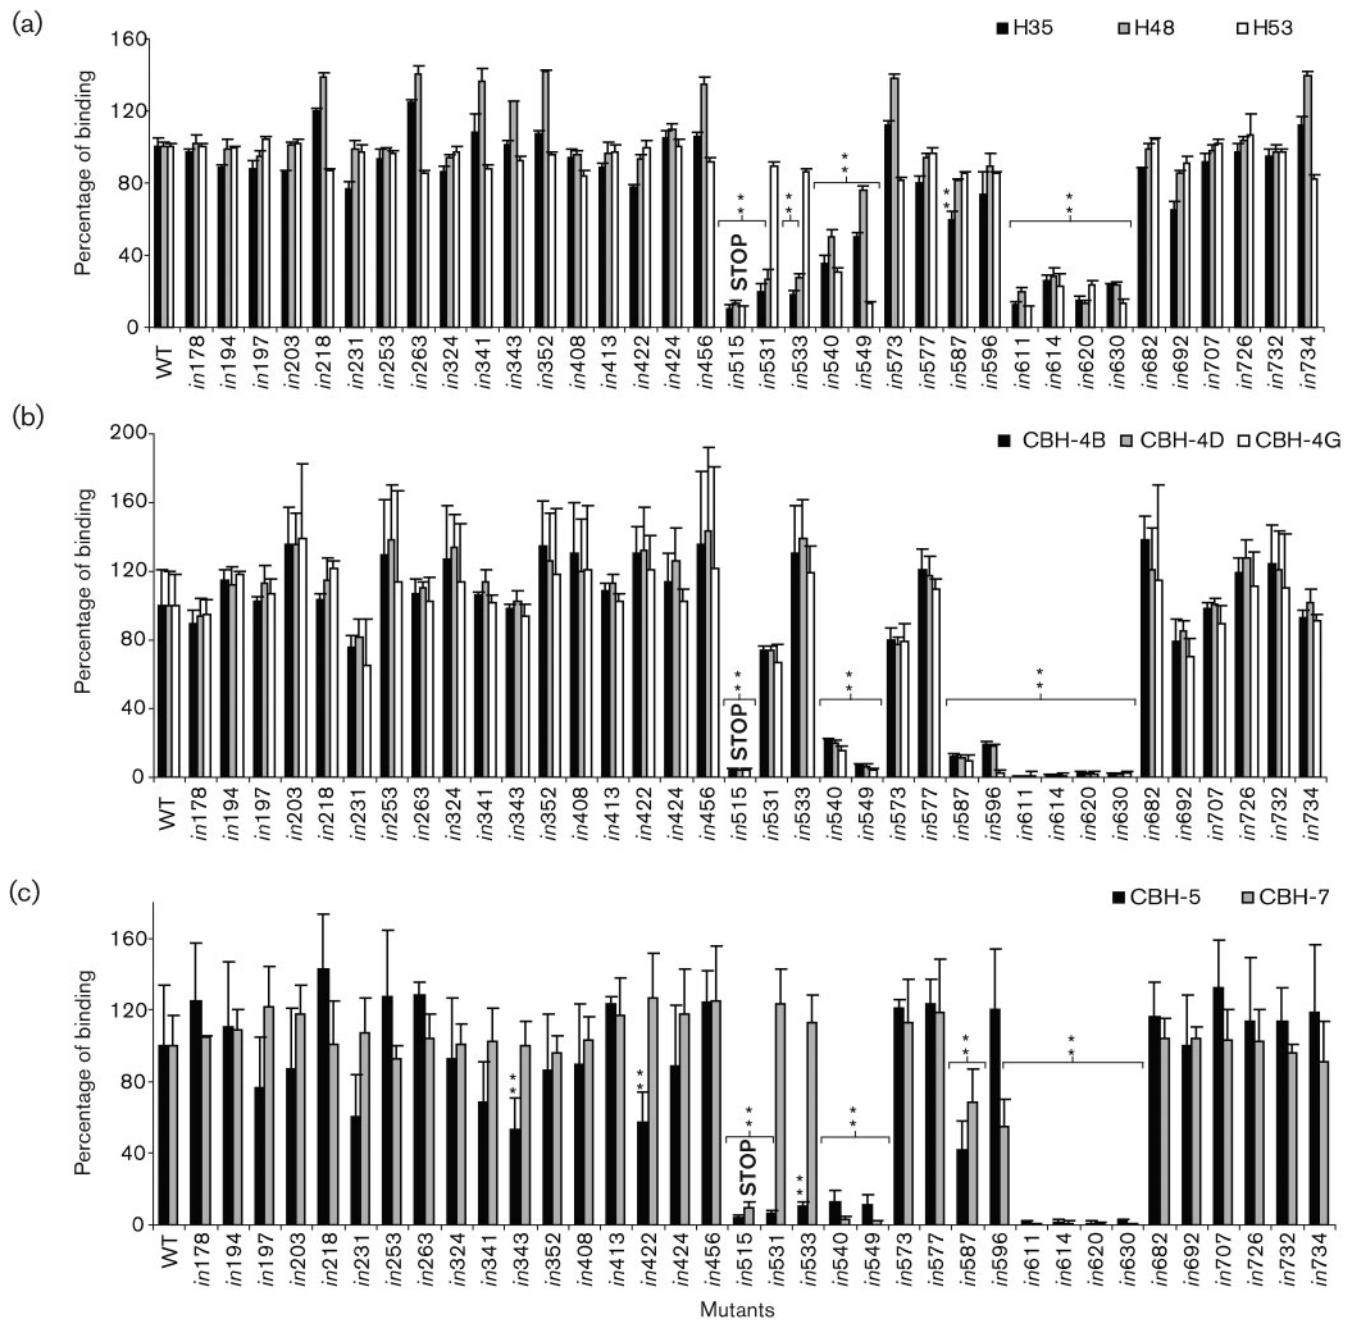 (a)
H35 H48 H53
Percentage of binding
160
120
80
40
0
** ** ** ** **
STOP
WT in178 in194 in197 in203 in218 in231 in253 in263 in324 in341 in343 in352 in408 in413 in422 in424 in456 in515 in531 in533 in540 in549 in573 in577 in587 in596 in611 in614 in620 in630 in682 in692 in707 in726 in732 in734
(b)
CBH-4B CBH-4D CBH-4G
Percentage of binding
200
160
120
80
40
0
** ** **
STOP
WT in178 in194 in197 in203 in218 in231 in253 in263 in324 in341 in343 in352 in408 in413 in422 in424 in456 in515 in531 in533 in540 in549 in573 in577 in587 in596 in611 in614 in620 in630 in682 in692 in707 in726 in732 in734
(c)
CBH-5 CBH-7
Percentage of binding
160
120
80
40
0
** ** ** ** ** ** **
STOP
WT in178 in194 in197 in203 in218 in231 in253 in263 in324 in341 in343 in352 in408 in413 in422 in424 in456 in515 in531 in533 in540 in549 in573 in577 in587 in596 in611 in614 in620 in630 in682 in692 in707 in726 in732 in734
Mutants